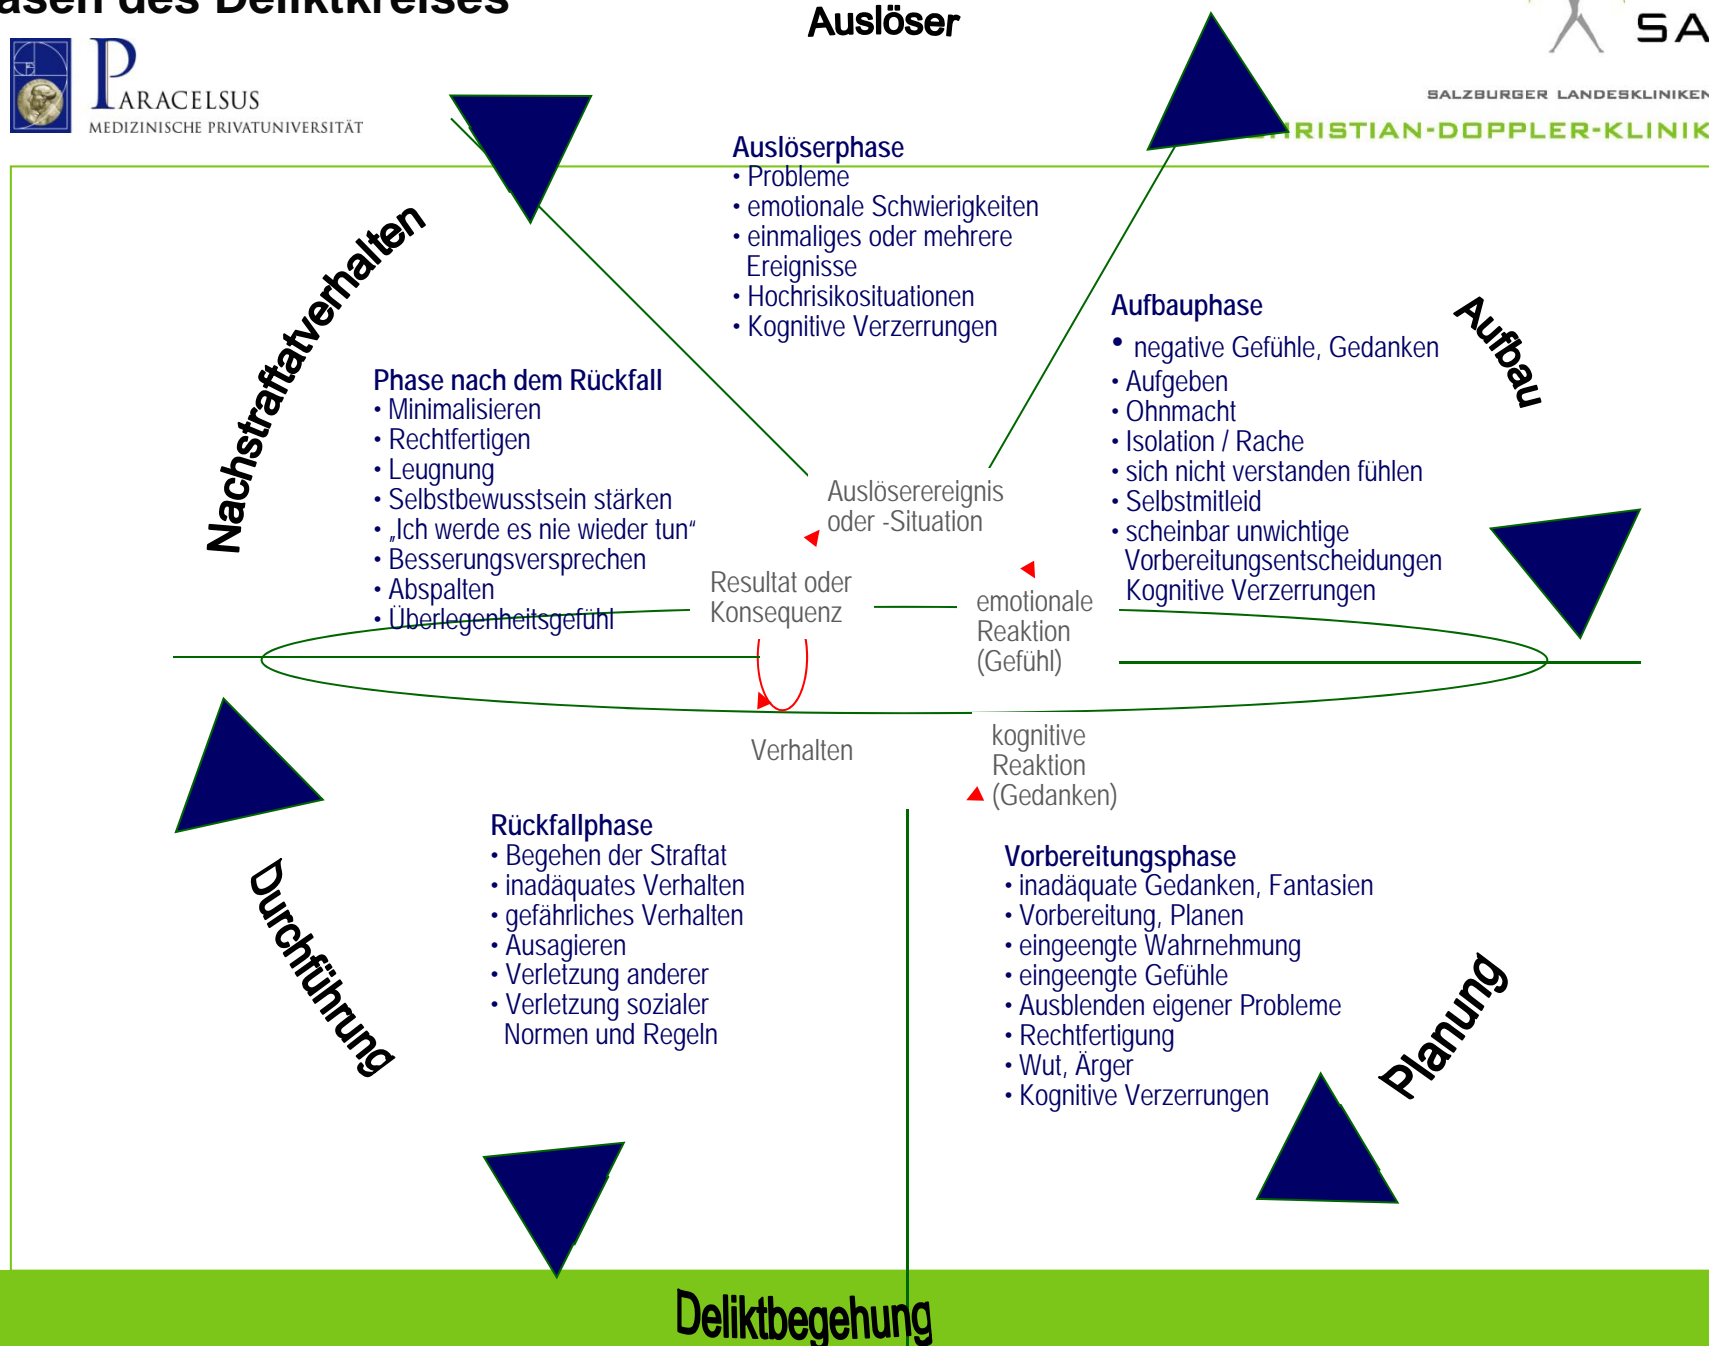 asen des Deliktkreises
Auslöser
SA
PARACELSUS
MEDIZINISCHE PRIVATUNIVERSITÄT
SALZBURGER LANDESKLINIKEN
RISTIAN-DOPPLER-KLINIK
Auslöserphase
• Probleme
• emotionale Schwierigkeiten
• einmaliges oder mehrere
Ereignisse
• Hochrisikosituationen
• Kognitive Verzerrungen
Nachstraftatverhalten
Aufbau
Aufbauphase
• negative Gefühle, Gedanken
• Aufgeben
• Ohnmacht
• Isolation / Rache
• sich nicht verstanden fühlen
• Selbstmitleid
• scheinbar unwichtige
Vorbereitungsentscheidungen
Kognitive Verzerrungen
Phase nach dem Rückfall
• Minimalisieren
• Rechtfertigen
• Leugnung
• Selbstbewusstsein stärken
• „Ich werde es nie wieder tun“
• Besserungsversprechen
• Abspalten
• Überlegenheitsgefühl
Auslöserereignis
oder -Situation
Resultat oder
Konsequenz
emotionale
Reaktion
(Gefühl)
Verhalten
kognitive
Reaktion
(Gedanken)
Rückfallphase
• Begehen der Straftat
• inadäquates Verhalten
• gefährliches Verhalten
• Ausagieren
• Verletzung anderer
• Verletzung sozialer
Normen und Regeln
Durchführung
Vorbereitungsphase
• inadäquate Gedanken, Fantasien
• Vorbereitung, Planen
• eingeengte Wahrnehmung
• eingeengte Gefühle
• Ausblenden eigener Probleme
• Rechtfertigung
• Wut, Ärger
• Kognitive Verzerrungen
Planung
Deliktbegehung